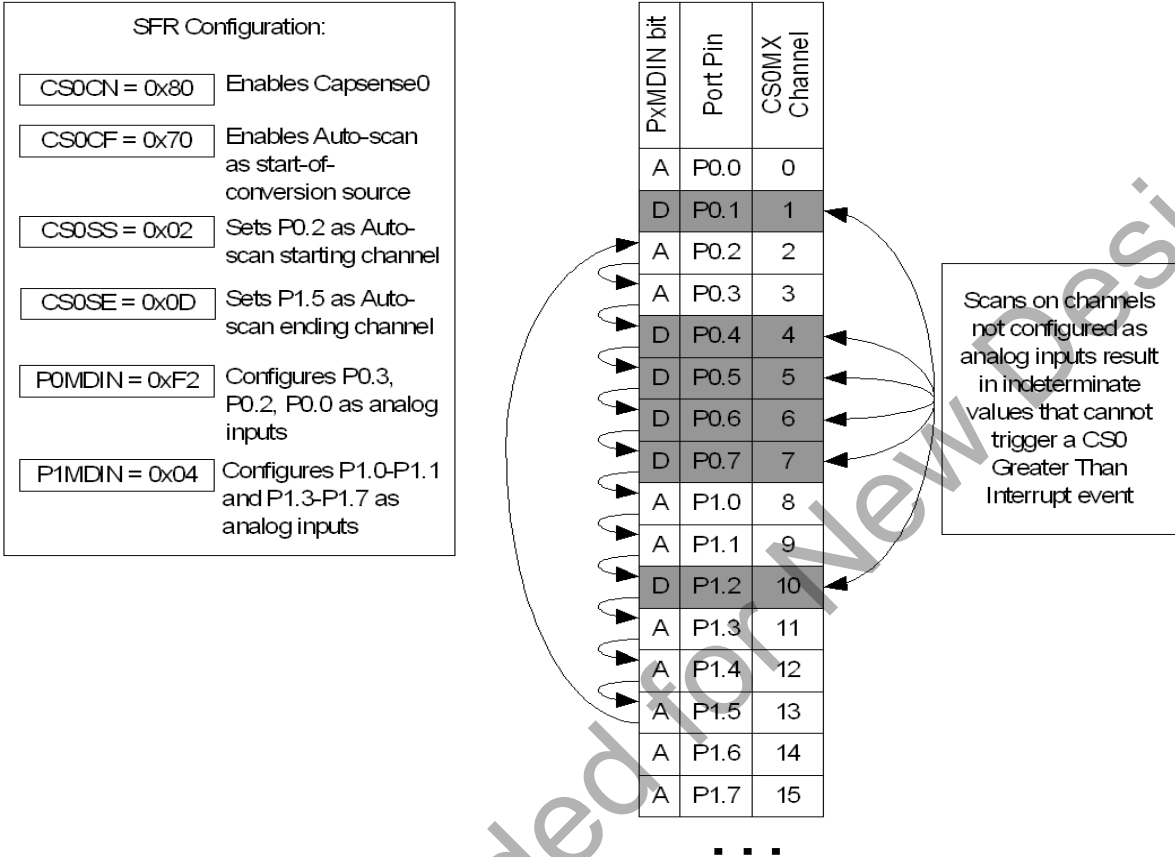 SFR Configuration:
CS0CN = 0x80
Enables Capsense0
CS0CF = 0x70
Enables Auto-scan
as start-of-
conversion source
CS0SS = 0x02
Sets P0.2 as Auto-
scan starting channel
CS0SE = 0x0D
Sets P1.5 as Auto-
scan ending channel
P0MDIN = 0xF2
Configures P0.3,
P0.2, P0.0 as analog
inputs
P1MDIN = 0x04
Configures P1.0-P1.1
and P1.3-P1.7 as
analog inputs
PxMDIN bit
Port Pin
CS0MX
Channel
A P0.0 0
D P0.1 1
A P0.2 2
A P0.3 3
D P0.4 4
D P0.5 5
D P0.6 6
D P0.7 7
A P1.0 8
A P1.1 9
D P1.2 10
A P1.3 11
A P1.4 12
A P1.5 13
A P1.6 14
A P1.7 15
. . .
Scans on channels
not configured as
analog inputs result
in indeterminate
values that cannot
trigger a CS0
Greater Than
Interrupt event
ded for New Desi